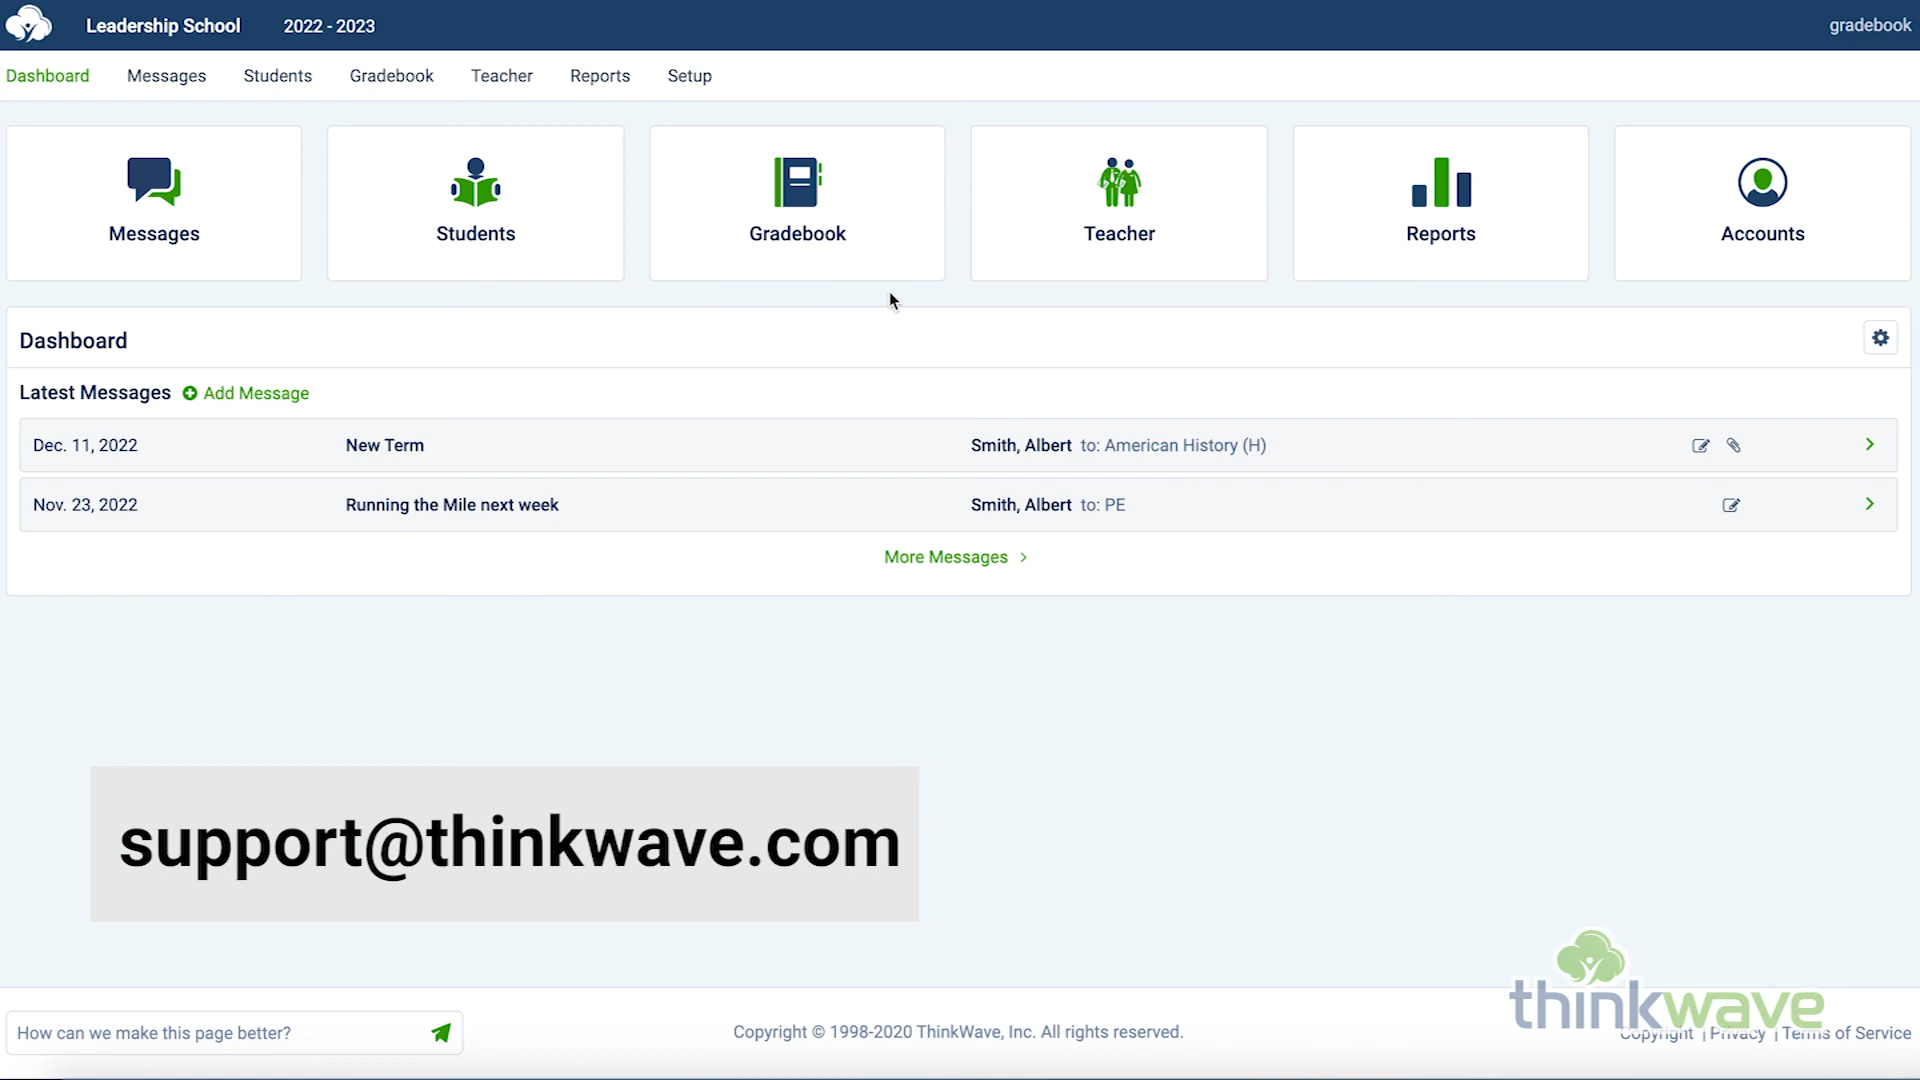 Leadership School 2022 - 2023 gradebook
Dashboard Messages Students Gradebook Teacher Reports Setup
Messages Students Gradebook Teacher Reports Accounts
Dashboard
Latest Messages Add Message
Dec. 11, 2022 New Term Smith, Albert to: American History (H)
Nov. 23, 2022 Running the Mile next week Smith, Albert to: PE
More Messages
support@thinkwave.com
thinkwave
How can we make this page better? Copyright © 1998-2020 ThinkWave, Inc. All rights reserved. Copyright | Privacy | Terms of Service